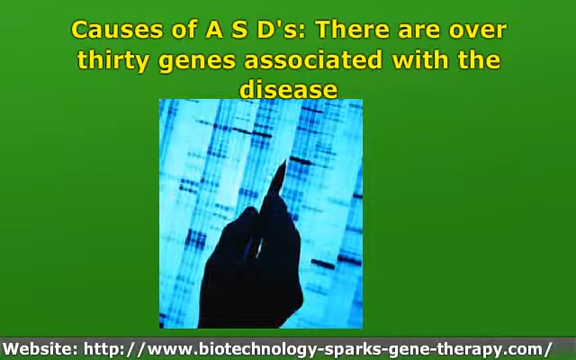 Causes of A S D's: There are over
thirty genes associated with the
disease
Website: http://www.biotechnology-sparks-gene-therapy.com/